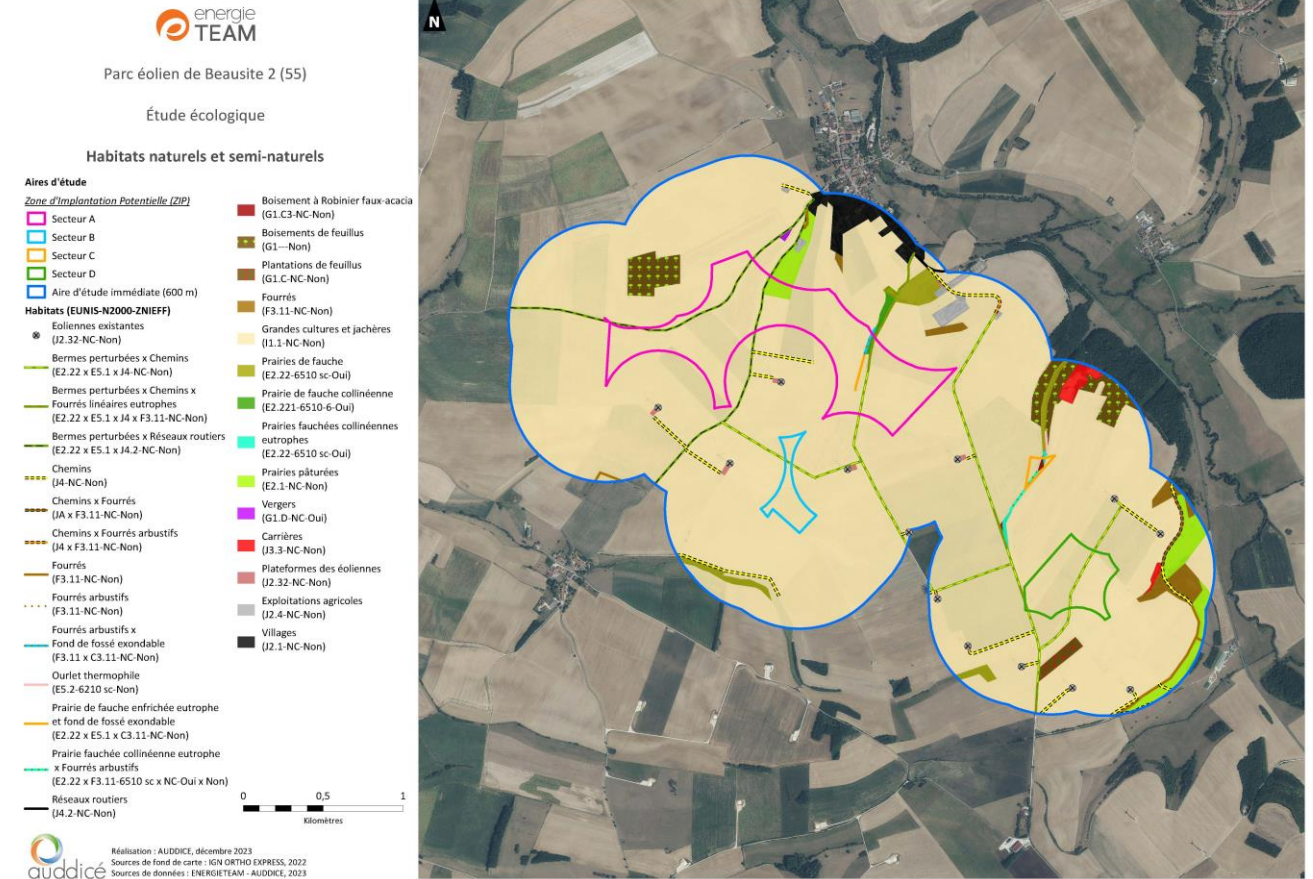 energie
TEAM
Parc éolien de Beausite 2 (55)
Étude écologique
Habitats naturels et semi-naturels
Aires d'étude
Zone d'Implantation Potentielle (ZIP)
Secteur A
Secteur B
Secteur C
Secteur D
Aire d'étude immédiate (600 m)
Habitats (EUNIS-N2000-ZNIEFF)
Eoliennes existantes
(J2.32-NC-Non)
Bermes perturbées x Chemins
(E2.22 x E5.1 x J4-NC-Non)
Bermes perturbées x Chemins x
Fourrés linéaires eutrophes
(E2.22 x E5.1 x J4 x F3.11-NC-Non)
Bermes perturbées x Réseaux routiers
(E2.22 x E5.1 x J4.2-NC-Non)
Chemins
(J4-NC-Non)
Chemins x Fourrés
(JA x F3.11-NC-Non)
Chemins x Fourrés arbustifs
(J4 x F3.11-NC-Non)
Fourrés
(F3.11-NC-Non)
Fourrés arbustifs
(F3.11-NC-Non)
Fourrés arbustifs x
Fond de fossé exondable
(F3.11 x C3.11-NC-Non)
Ourlet thermophile
(E5.2-6210 sc-Non)
Prairie de fauche enfrichée eutrophe
et fond de fossé exondable
(E2.22 x E5.1 x C3.11-NC-Non)
Prairie fauchée collinéenne eutrophe
x Fourrés arbustifs
(E2.22 x F3.11-6510 sc x NC-Oui x Non)
Réseaux routiers
(J4.2-NC-Non)
Boisement à Robinier faux-acacia
(G1.C3-NC-Non)
Boisements de feuillus
(G1---Non)
Plantations de feuillus
(G1.C-NC-Non)
Fourrés
(F3.11-NC-Non)
Grandes cultures et jachères
(I1.1-NC-Non)
Prairies de fauche
(E2.22-6510 sc-Oui)
Prairie de fauche collinéenne
(E2.221-6510-6-Oui)
Prairies fauchées collinéennes
eutrophes
(E2.22-6510 sc-Oui)
Prairies pâturées
(E2.1-NC-Non)
Vergers
(G1.D-NC-Oui)
Carrières
(J3.3-NC-Non)
Plateformes des éoliennes
(J2.32-NC-Non)
Exploitations agricoles
(J2.4-NC-Non)
Villages
(J2.1-NC-Non)
0 0,5 1
Kilomètres
auddicé
Réalisation : AUDDICE, décembre 2023
Sources de fond de carte : IGN ORTHO EXPRESS, 2022
Sources de données : ENERGIETEAM - AUDDICE, 2023
N